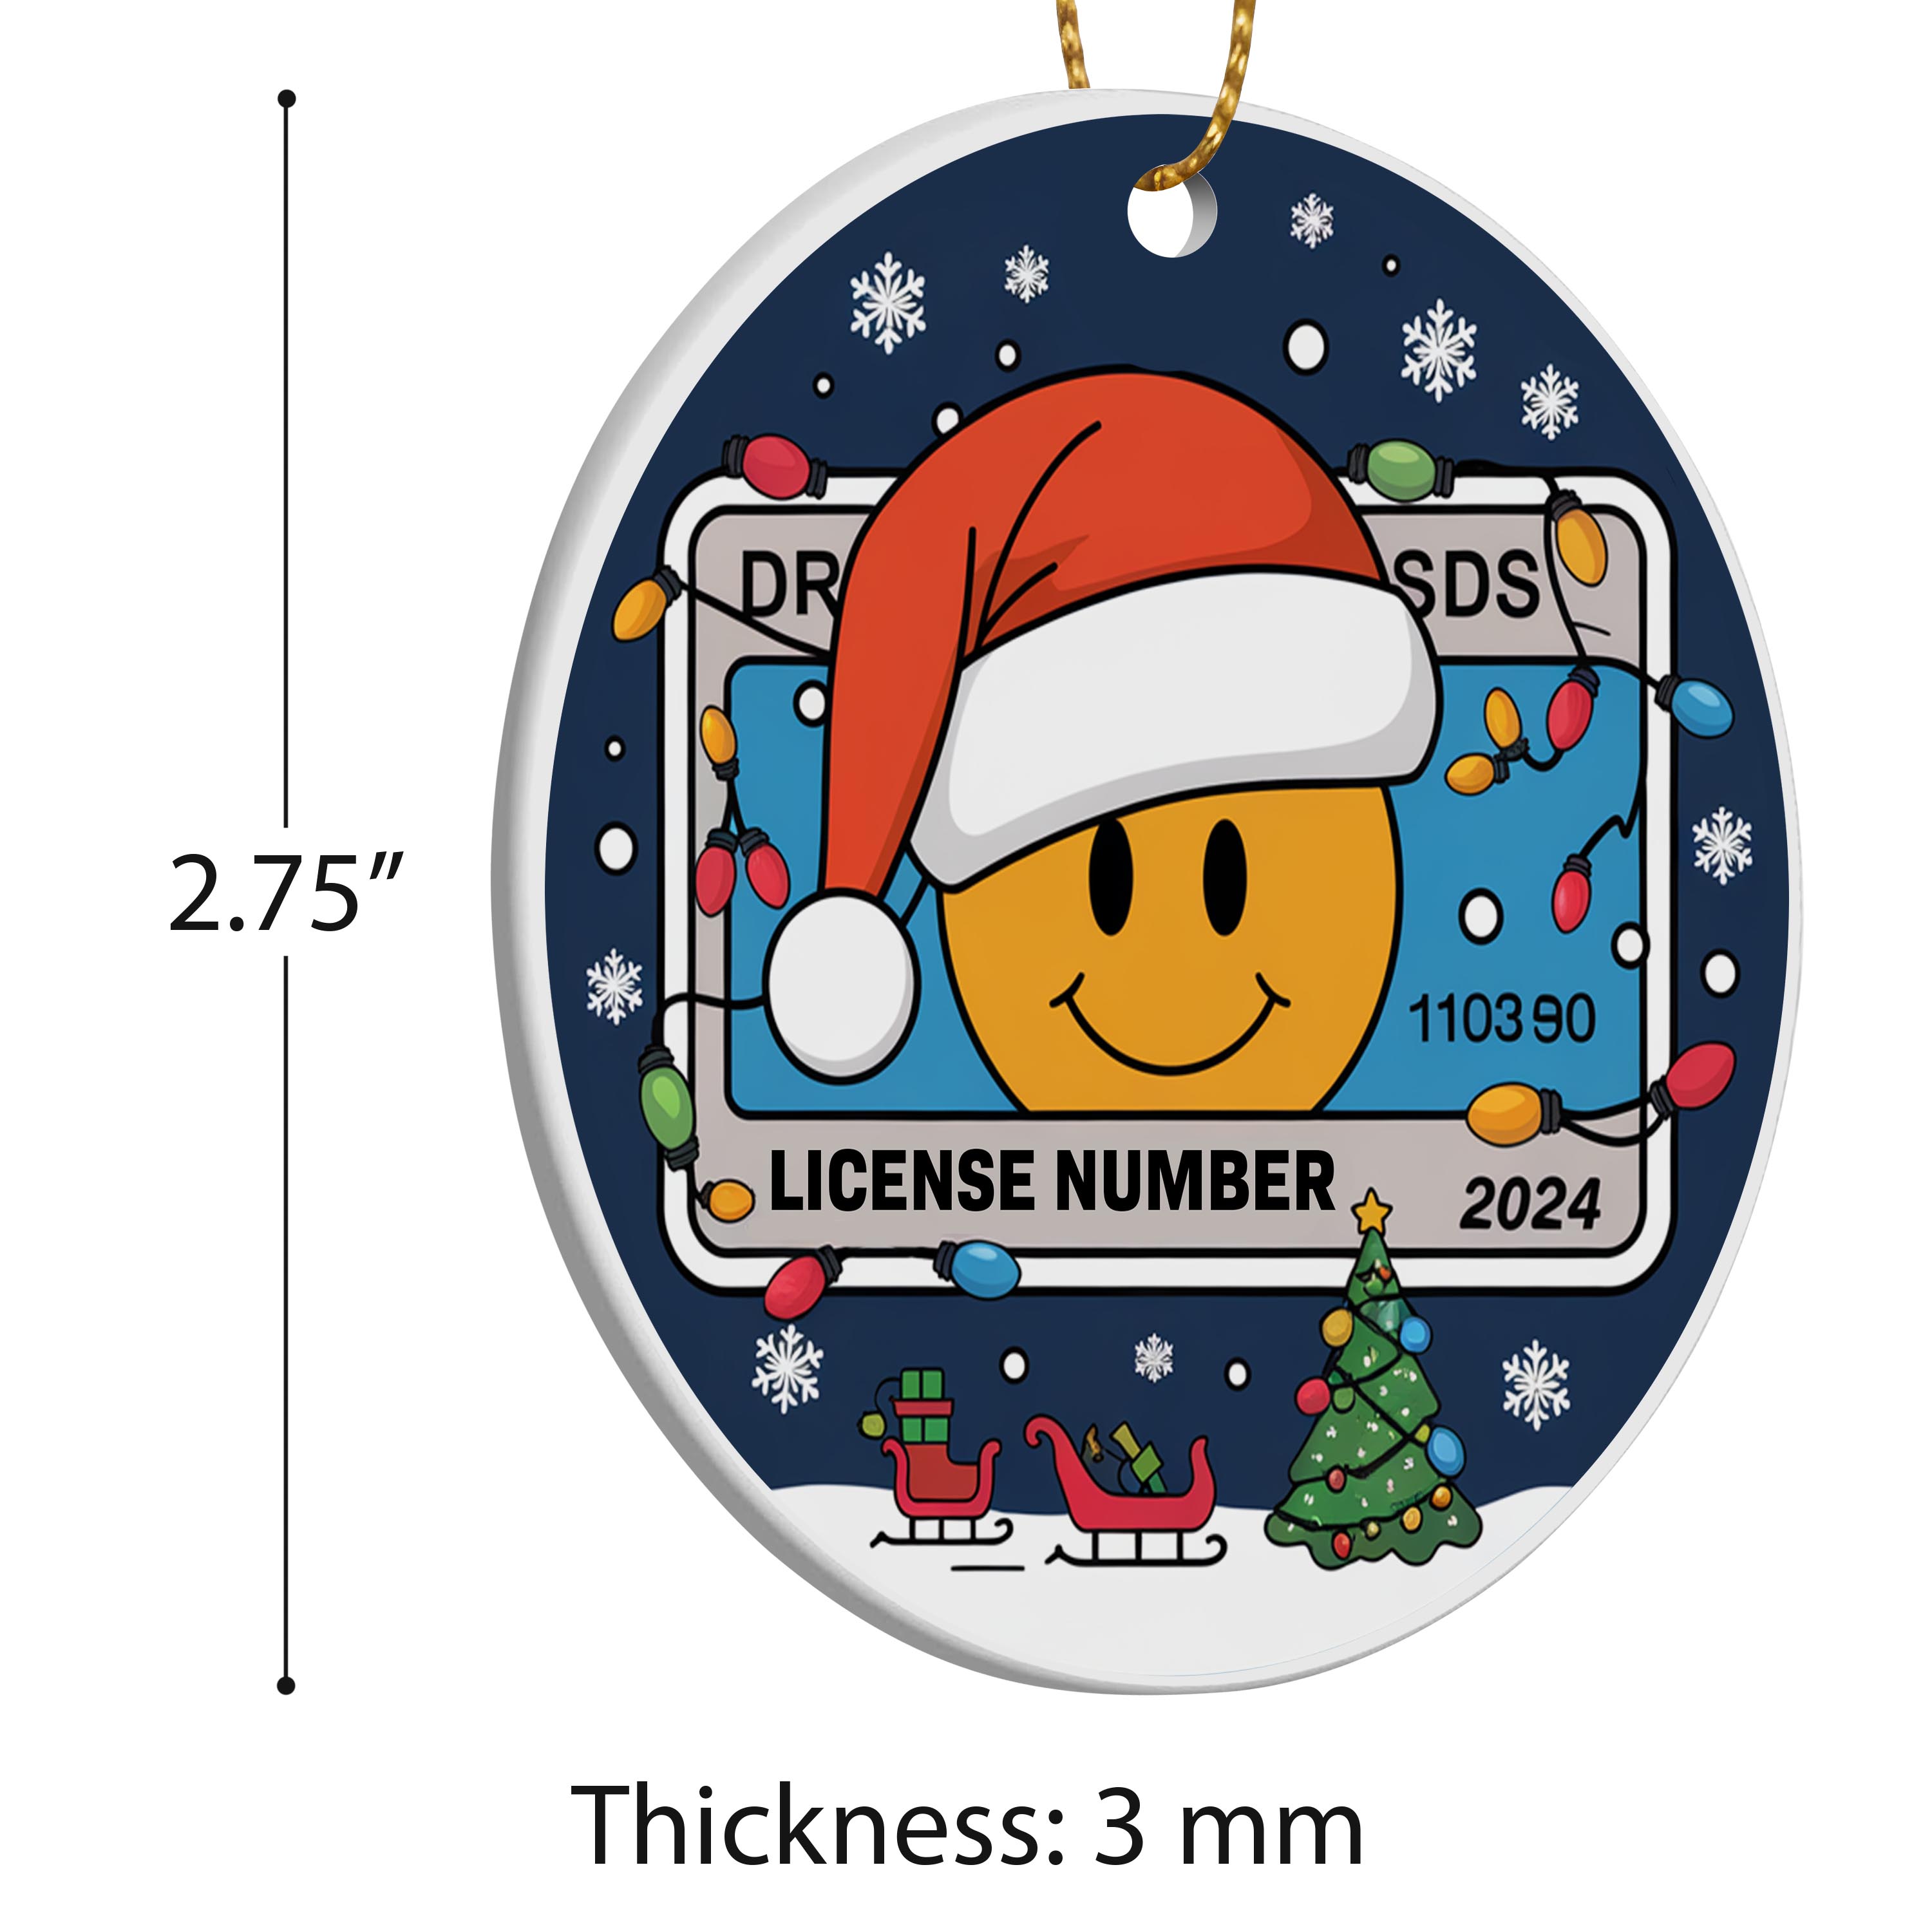 DR SDS
2.75"
110390
LICENSE NUMBER
2024
Thickness: 3 mm